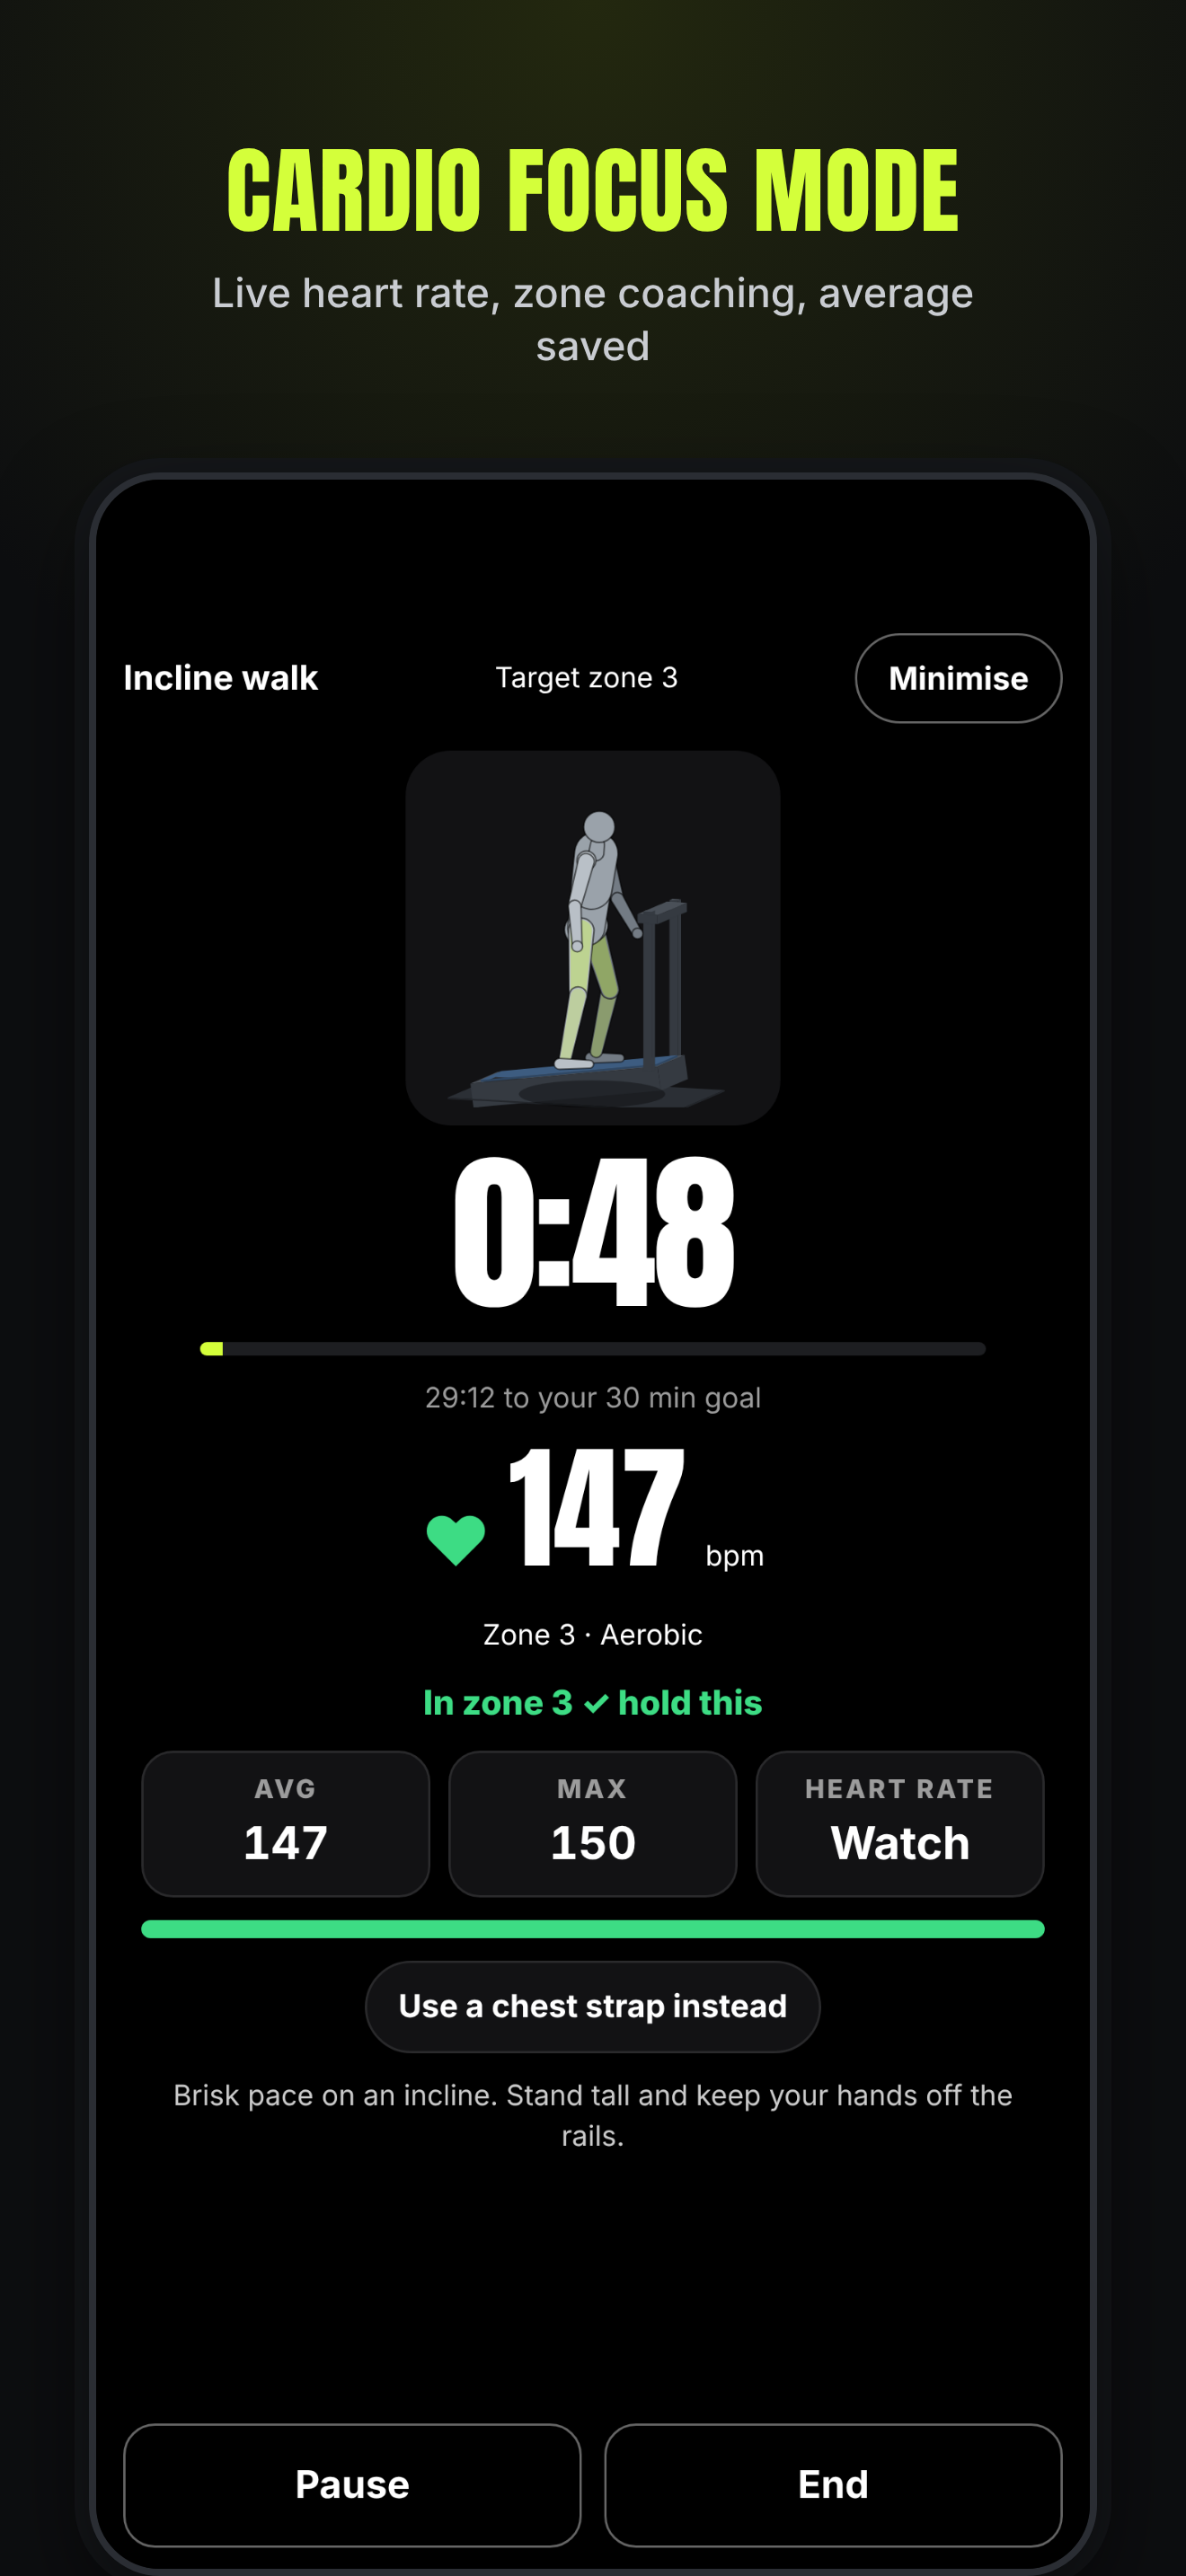 CARDIO FOCUS MODE
Live heart rate, zone coaching, average
saved
Incline walk
Target zone 3
Minimise
0:48
29:12 to your 30 min goal
147 bpm
Zone 3 · Aerobic
In zone 3 ✓ hold this
AVG
147
MAX
150
HEART RATE
Watch
Use a chest strap instead
Brisk pace on an incline. Stand tall and keep your hands off the
rails.
Pause
End